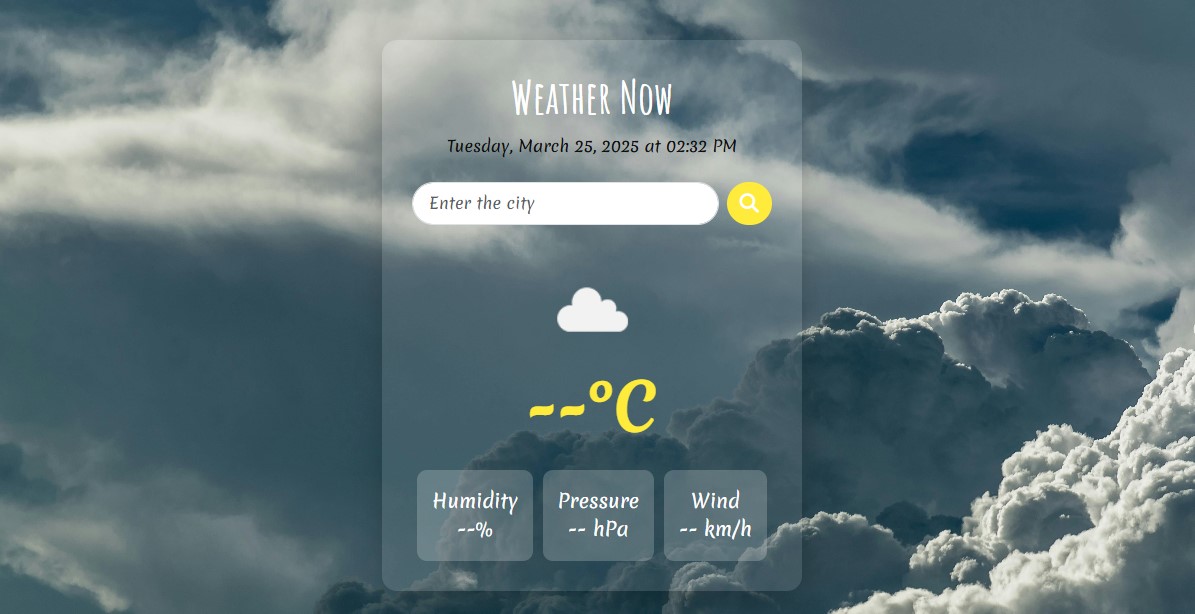 Weather Now
Tuesday, March 25, 2025 at 02:32 PM
Enter the city
--°C
Humidity
--%
Pressure
-- hPa
Wind
-- km/h